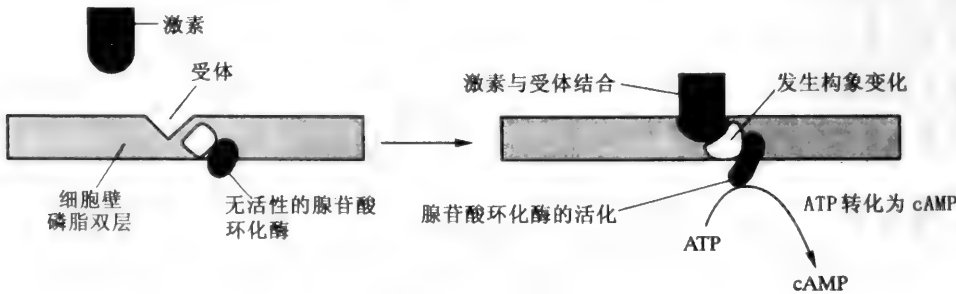 激素
受体
细胞壁
磷脂双层
无活性的腺苷酸
环化酶
激素与受体结合
发生构象变化
腺苷酸环化酶的活化
ATP 转化为 cAMP
ATP
cAMP